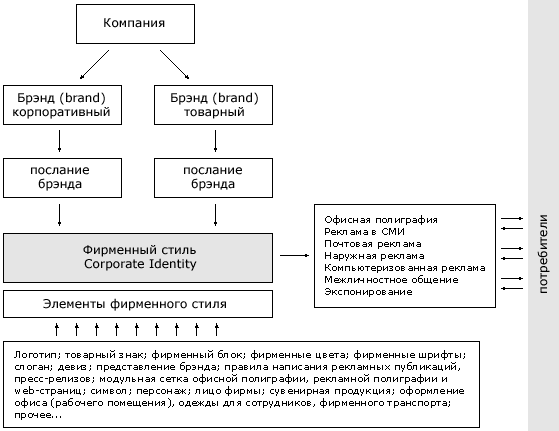 Компания
Брэнд (brand)
корпоративный
Брэнд (brand)
товарный
послание
брэнда
послание
брэнда
Фирменный стиль
Corporate Identity
Элементы фирменного стиля
Офисная полиграфия
Реклама в СМИ
Почтовая реклама
Наружная реклама
Компьютеризованная реклама
Межличностное общение
Экспонирование
потребители
Логотип; товарный знак; фирменный блок; фирменные цвета; фирменные шрифты;
слоган; девиз; представление брэнда; правила написания рекламных публикаций,
пресс-релизов; модульная сетка офисной полиграфии, рекламной полиграфии и
web-страниц; символ; персонаж; лицо фирмы; сувенирная продукция; оформление
офиса (рабочего помещения), одежды для сотрудников, фирменного транспорта;
прочее...